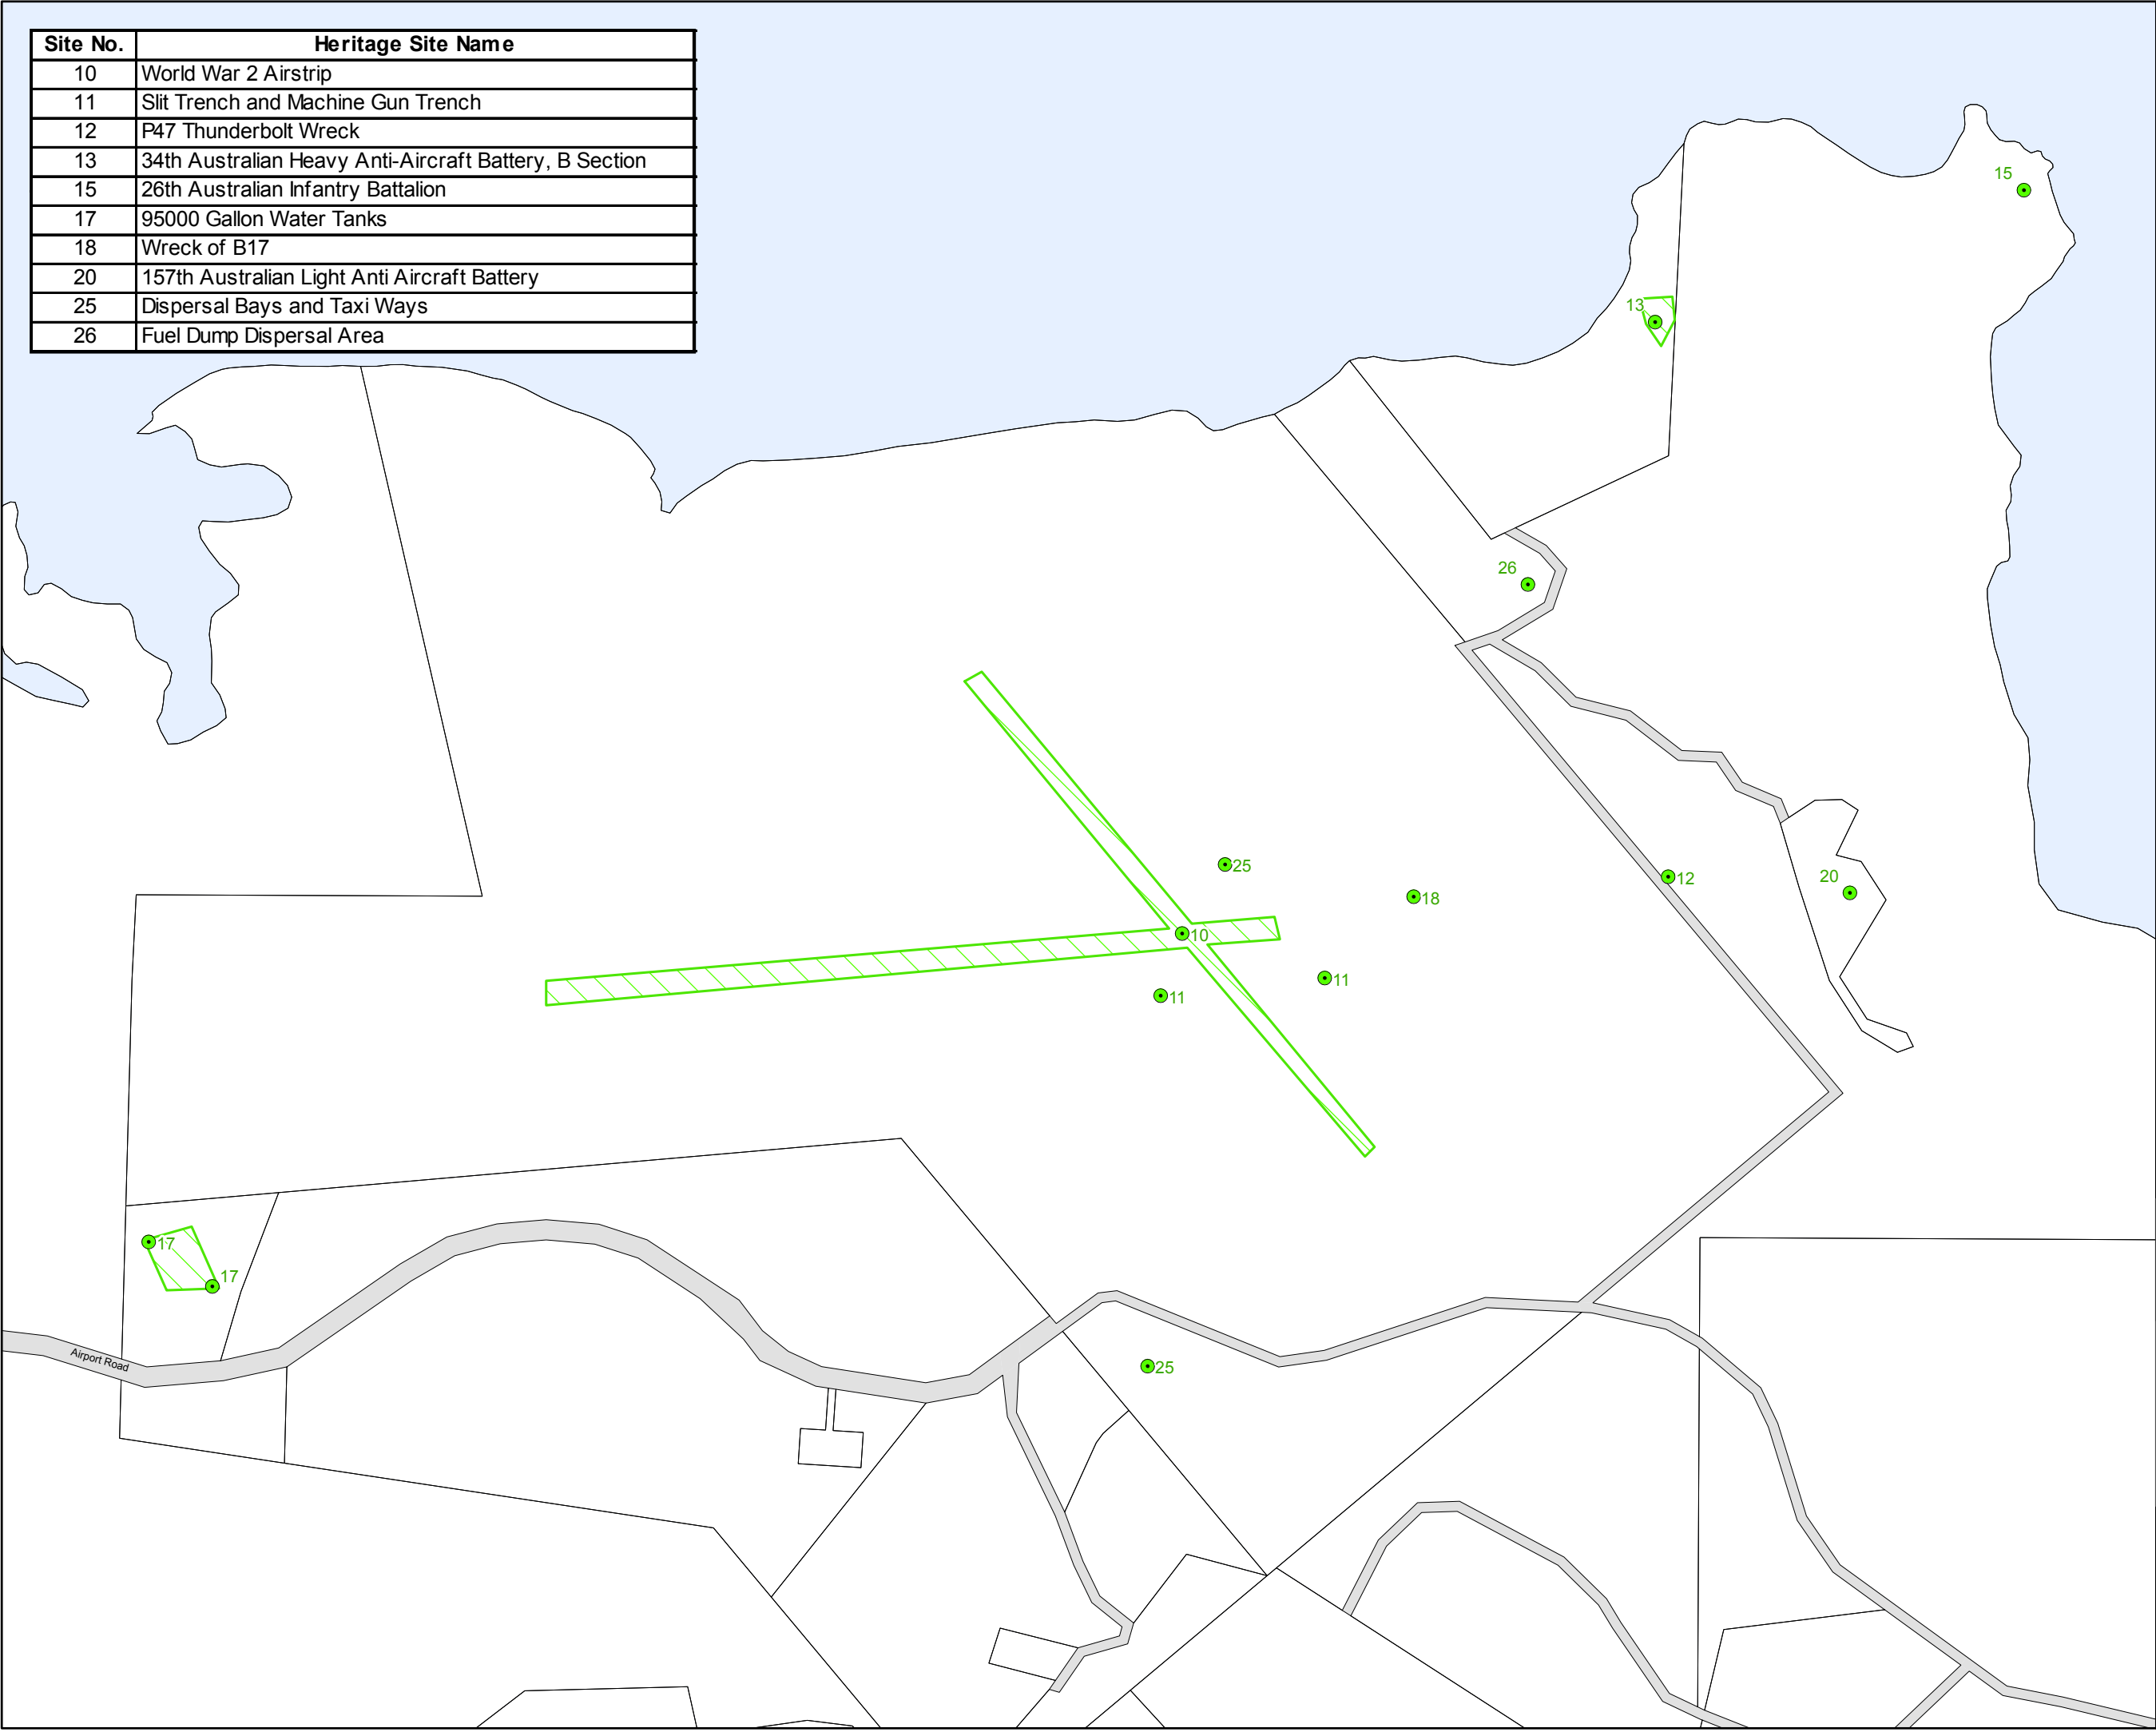 Site No. Heritage Site Name
10 World War 2 Airstrip
11 Slit Trench and Machine Gun Trench
12 P47 Thunderbolt Wreck
13 34th Australian Heavy Anti-Aircraft Battery, B Section
15 26th Australian Infantry Battalion
17 95000 Gallon Water Tanks
18 Wreck of B17
20 157th Australian Light Anti Aircraft Battery
25 Dispersal Bays and Taxi Ways
26 Fuel Dump Dispersal Area
15
13
26
25
12
20
18
10
11
11
17
17
Airport Road
25